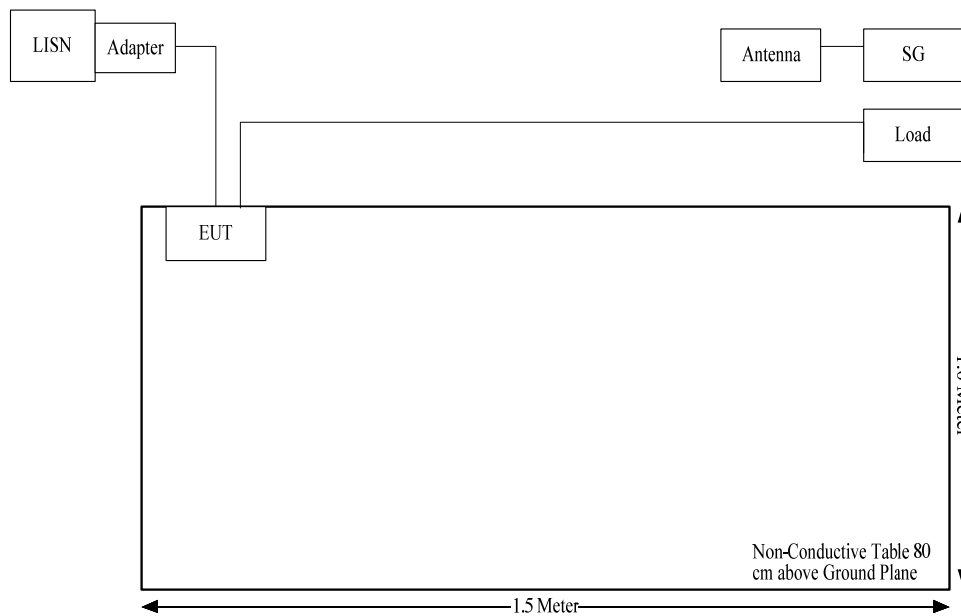 LISN
Adapter
Antenna
SG
Load
EUT
Non-Conductive Table 80
cm above Ground Plane
1.5 Meter